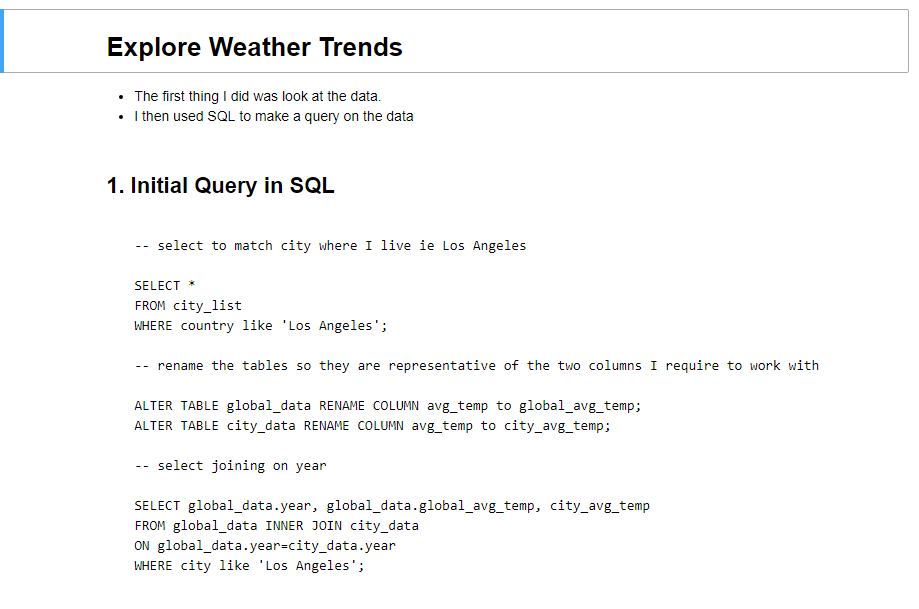 Explore Weather Trends
• The first thing I did was look at the data.
• I then used SQL to make a query on the data
1. Initial Query in SQL
-- select to match city where I live ie Los Angeles
SELECT *
FROM city_list
WHERE country like 'Los Angeles';
-- rename the tables so they are representative of the two columns I require to work with
ALTER TABLE global_data RENAME COLUMN avg_temp to global_avg_temp;
ALTER TABLE city_data RENAME COLUMN avg_temp to city_avg_temp;
-- select joining on year
SELECT global_data.year, global_data.global_avg_temp, city_avg_temp
FROM global_data INNER JOIN city_data
ON global_data.year=city_data.year
WHERE city like 'Los Angeles';